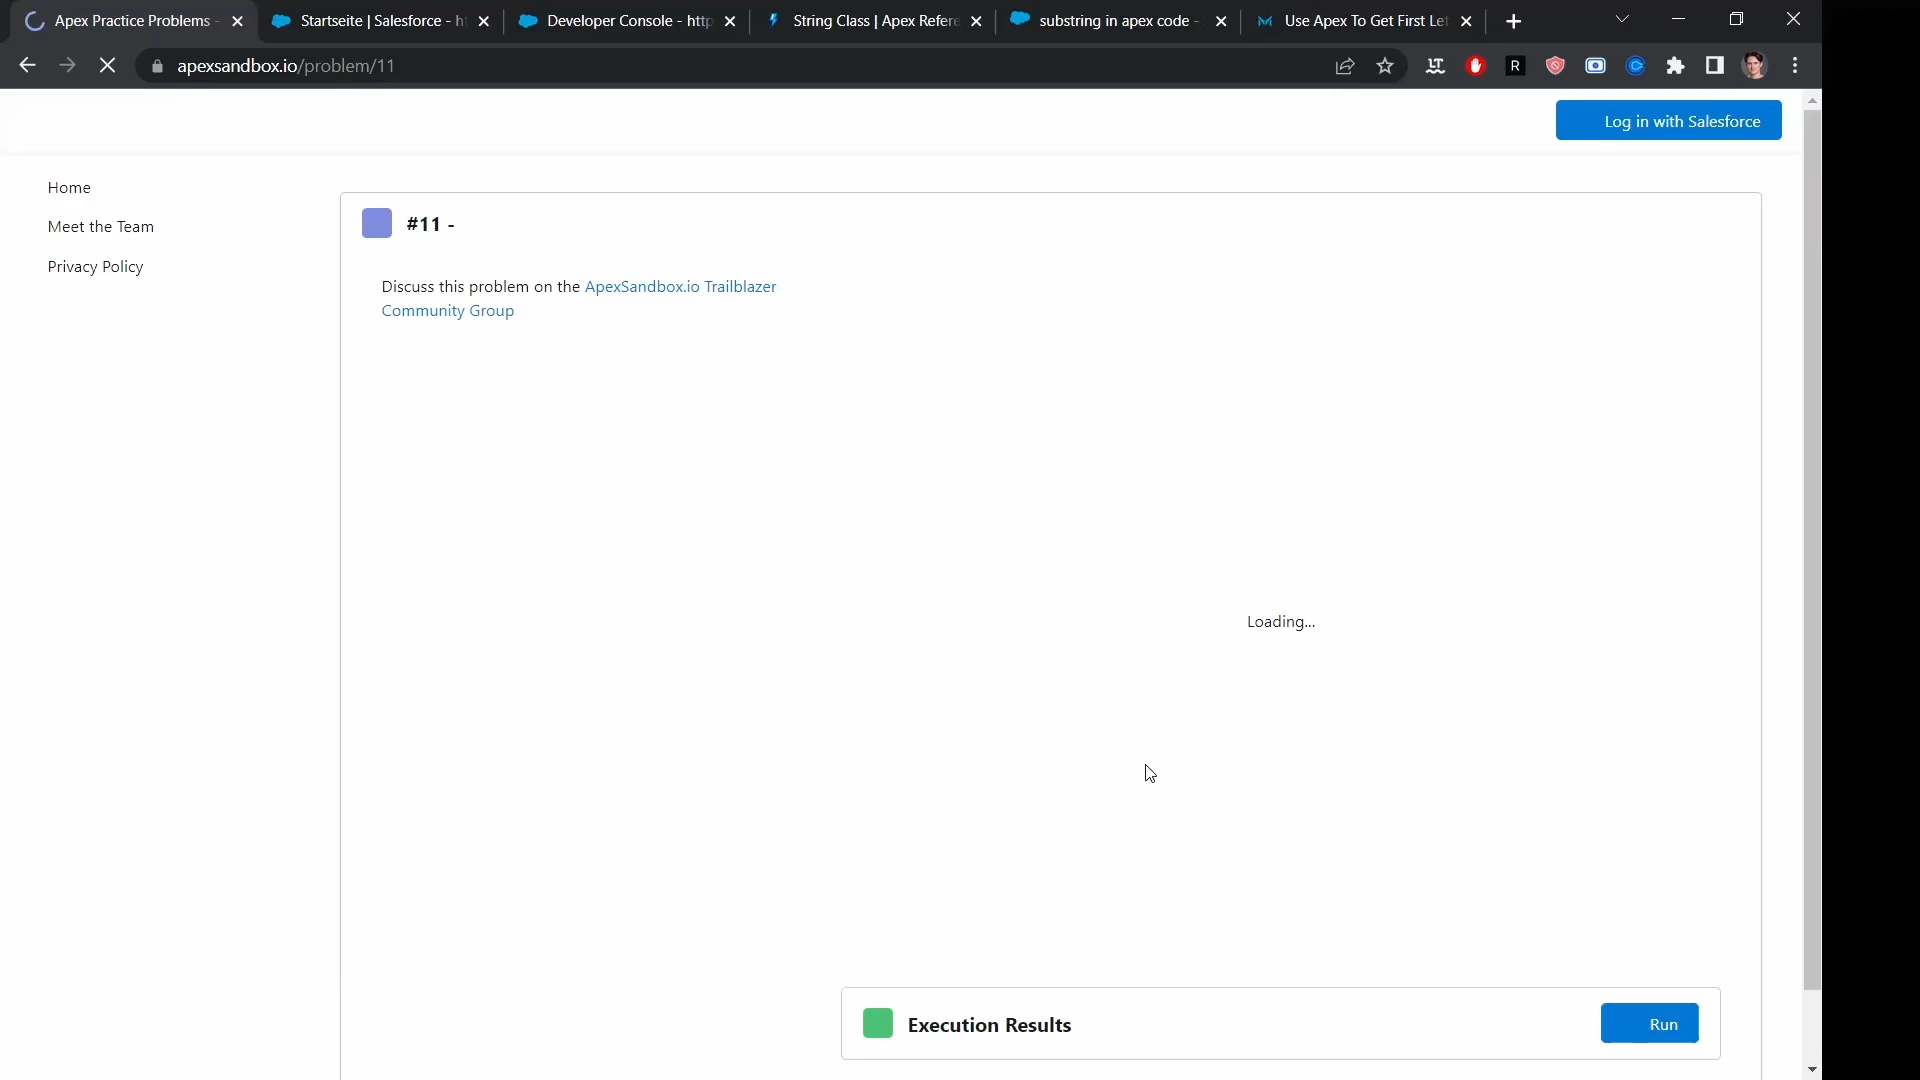 Apex Practice Problems -
Startseite | Salesforce - ht
Developer Console - http
String Class | Apex Refere
substring in apex code -
Use Apex To Get First Let
apexsandbox.io/problem/11
Log in with Salesforce
Home
Meet the Team
Privacy Policy
#11 -
Discuss this problem on the ApexSandbox.io Trailblazer
Community Group
Loading...
Execution Results
Run